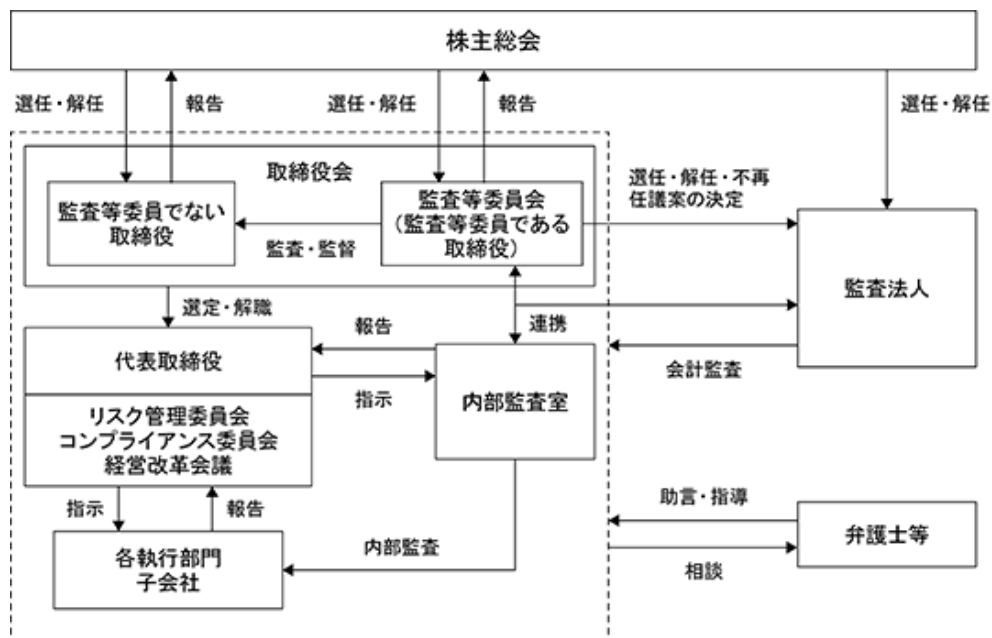 株主総会
選任・解任
報告
選任・解任
報告
選任・解任
取締役会
監査等委員でない
取締役
監査・監督
監査等委員会
（監査等委員である
取締役）
選任・解任・不再
任議案の決定
監査法人
選定・解職
連携
会計監査
代表取締役
報告
指示
内部監査室
リスク管理委員会
コンプライアンス委員会
経営改革会議
指示
報告
内部監査
各執行部門
子会社
助言・指導
相談
弁護士等